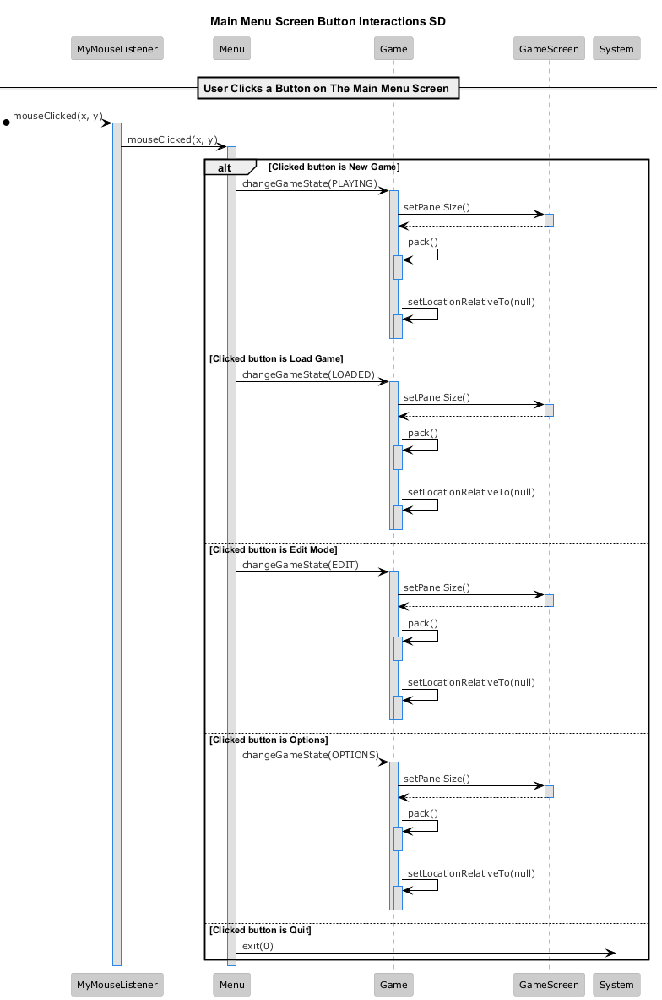 Main Menu Screen Button Interactions SD
MyMouseListener Menu Game GameScreen System
User Clicks a Button on The Main Menu Screen
mouseClicked(x, y)
mouseClicked(x, y)
alt [Clicked button is New Game]
changeGameState(PLAYING)
setPanelSize()
pack()
setLocationRelativeTo(null)
[Clicked button is Load Game]
changeGameState(LOADED)
setPanelSize()
pack()
setLocationRelativeTo(null)
[Clicked button is Edit Mode]
changeGameState(EDIT)
setPanelSize()
pack()
setLocationRelativeTo(null)
[Clicked button is Options]
changeGameState(OPTIONS)
setPanelSize()
pack()
setLocationRelativeTo(null)
[Clicked button is Quit]
exit(0)
MyMouseListener Menu Game GameScreen System